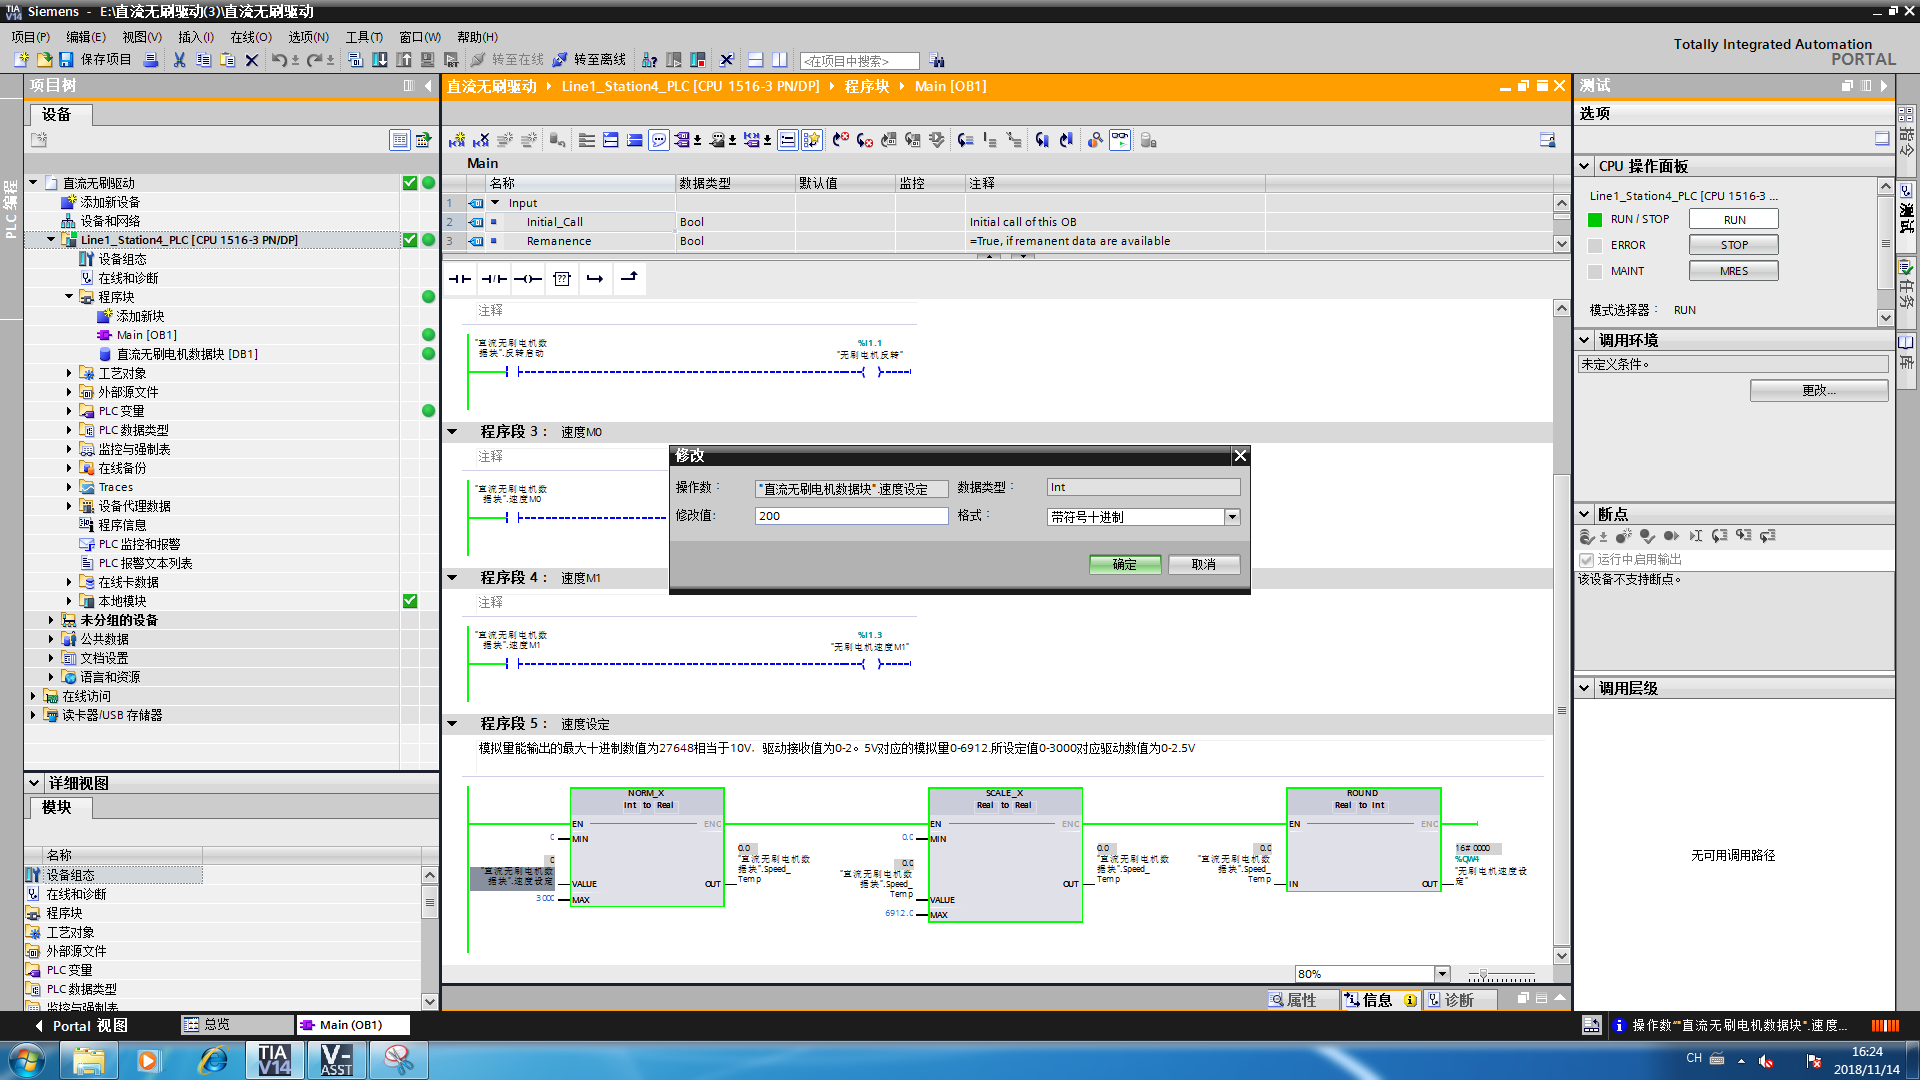 Siemens - E:\直流无刷驱动(3)\直流无刷驱动
项目(P) 编辑(E) 视图(V) 插入(I) 在线(O) 选项(N) 工具(T) 窗口(W) 帮助(H)
Totally Integrated Automation
PORTAL
保存项目 转至在线 转至离线 <在项目中搜索>
项目树
设备
PLC 编程
直流无刷驱动
添加新设备
设备和网络
Line1_Station4_PLC [CPU 1516-3 PN/DP]
设备组态
在线和诊断
程序块
添加新块
Main [OB1]
直流无刷电机数据块 [DB1]
工艺对象
外部源文件
PLC 变量
PLC 数据类型
监控与强制表
在线备份
Traces
设备代理数据
程序信息
PLC 监控和报警
PLC 报警文本列表
在线卡数据
本地模块
未分组的设备
公共数据
文档设置
语言和资源
在线访问
读卡器/USB 存储器
详细视图
模块
名称
设备组态
在线和诊断
程序块
工艺对象
外部源文件
PLC 变量
PLC 数据类型
监控与强制表
直流无刷驱动 Line1_Station4_PLC [CPU 1516-3 PN/DP] 程序块 Main [OB1]
Main
名称 数据类型 默认值 监控 注释
1 Input
2 Initial_Call Bool Initial call of this OB
3 Remanence Bool =True, if remanent data are available
注释
"直流无刷电机数据块".反转启动
%I1.1
"无刷电机反转"
程序段 3： 速度M0
注释
"直流无刷电机数据块".速度M0
修改
操作数： "直流无刷电机数据块".速度设定 数据类型： Int
修改值: 200 格式： 带符号十进制
确定 取消
程序段 4： 速度M1
注释
"直流无刷电机数据块".速度M1
%I1.3
"无刷电机速度M1"
程序段 5： 速度设定
模拟量能输出的最大十进制数值为27648相当于10V. 驱动接收值为0-2。5V对应的模拟量0-6912.所设定值0-3000对应驱动数值为0-2.5V
NORM_X
Int to Real
EN ENO
0 MIN
0
"直流无刷电机数据块".速度设定 VALUE
3000 MAX
OUT
0.0
"直流无刷电机数据块".Speed_Temp
SCALE_X
Real to Real
EN ENO
0.0 MIN
0.0
"直流无刷电机数据块".Speed_Temp VALUE
6912.0 MAX
OUT
0.0
"直流无刷电机数据块".Speed_Temp
ROUND
Real to Int
EN ENO
0.0
"直流无刷电机数据块".Speed_Temp IN
OUT
16#0000
%QW4
"无刷电机速度设定"
80%
属性 信息 诊断
测试
选项
CPU 操作面板
Line1_Station4_PLC [CPU 1516-3 ...
RUN / STOP RUN
ERROR STOP
MAINT MRES
模式选择器： RUN
调用环境
未定义条件。
更改...
断点
运行中启用输出
该设备不支持断点。
调用层级
无可用调用路径
指令
测试
任务
库
Portal 视图 总览 Main (OB1) 操作数""直流无刷电机数据块".速度...
TIA V14 V-ASST
CH 16:24
2018/11/14